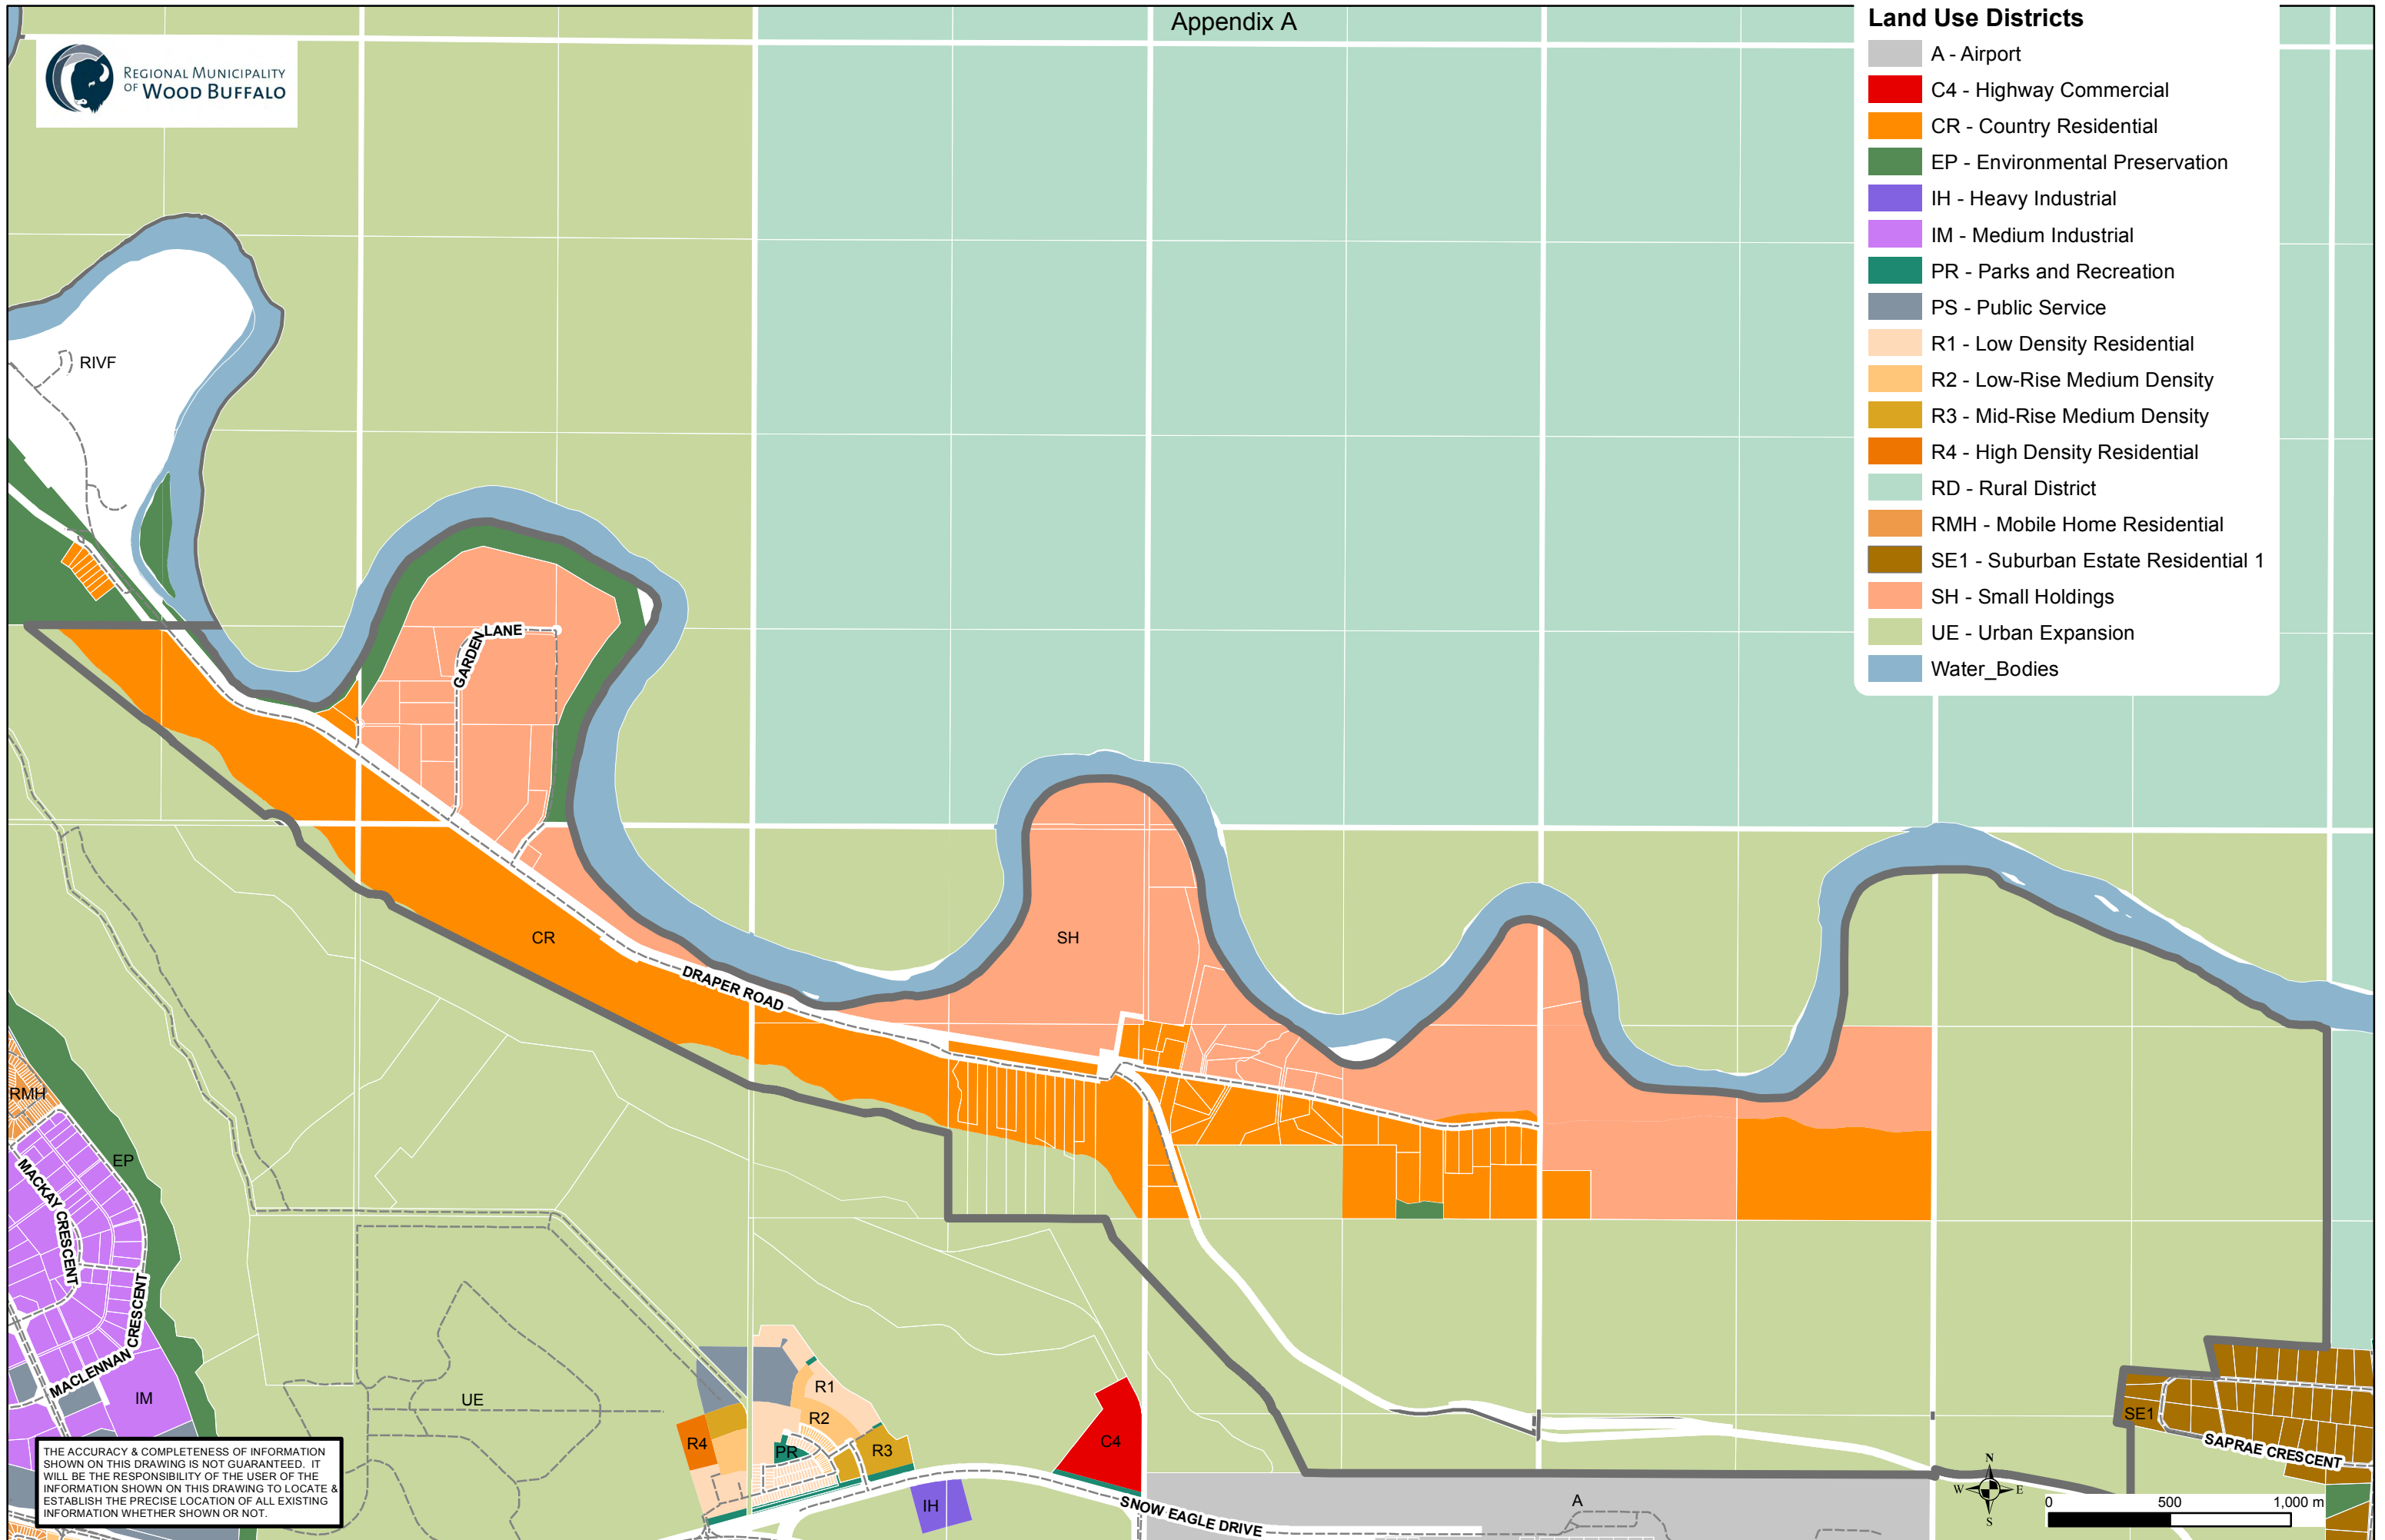 Appendix A
REGIONAL MUNICIPALITY
OF WOOD BUFFALO
Land Use Districts
A - Airport
C4 - Highway Commercial
CR - Country Residential
EP - Environmental Preservation
IH - Heavy Industrial
IM - Medium Industrial
PR - Parks and Recreation
PS - Public Service
R1 - Low Density Residential
R2 - Low-Rise Medium Density
R3 - Mid-Rise Medium Density
R4 - High Density Residential
RD - Rural District
RMH - Mobile Home Residential
SE1 - Suburban Estate Residential 1
SH - Small Holdings
UE - Urban Expansion
Water_Bodies
RIVF
GARDEN LANE
CR
SH
DRAPER ROAD
RMH
EP
MACKAY CRESCENT
MACLENNAN CRESCENT
IM
UE
R1
R2
R4
PR
R3
C4
IH
SNOW EAGLE DRIVE
A
SE1
SAPRAE CRESCENT
N
W
E
S
0 500 1,000 m
THE ACCURACY & COMPLETENESS OF INFORMATION
SHOWN ON THIS DRAWING IS NOT GUARANTEED. IT
WILL BE THE RESPONSIBILITY OF THE USER OF THE
INFORMATION SHOWN ON THIS DRAWING TO LOCATE &
ESTABLISH THE PRECISE LOCATION OF ALL EXISTING
INFORMATION WHETHER SHOWN OR NOT.